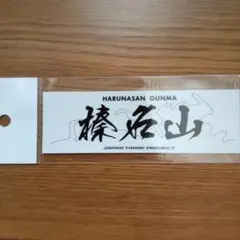 HARUNASAN GUNMA
榛名山
JAPAN TOUGE PROJECT